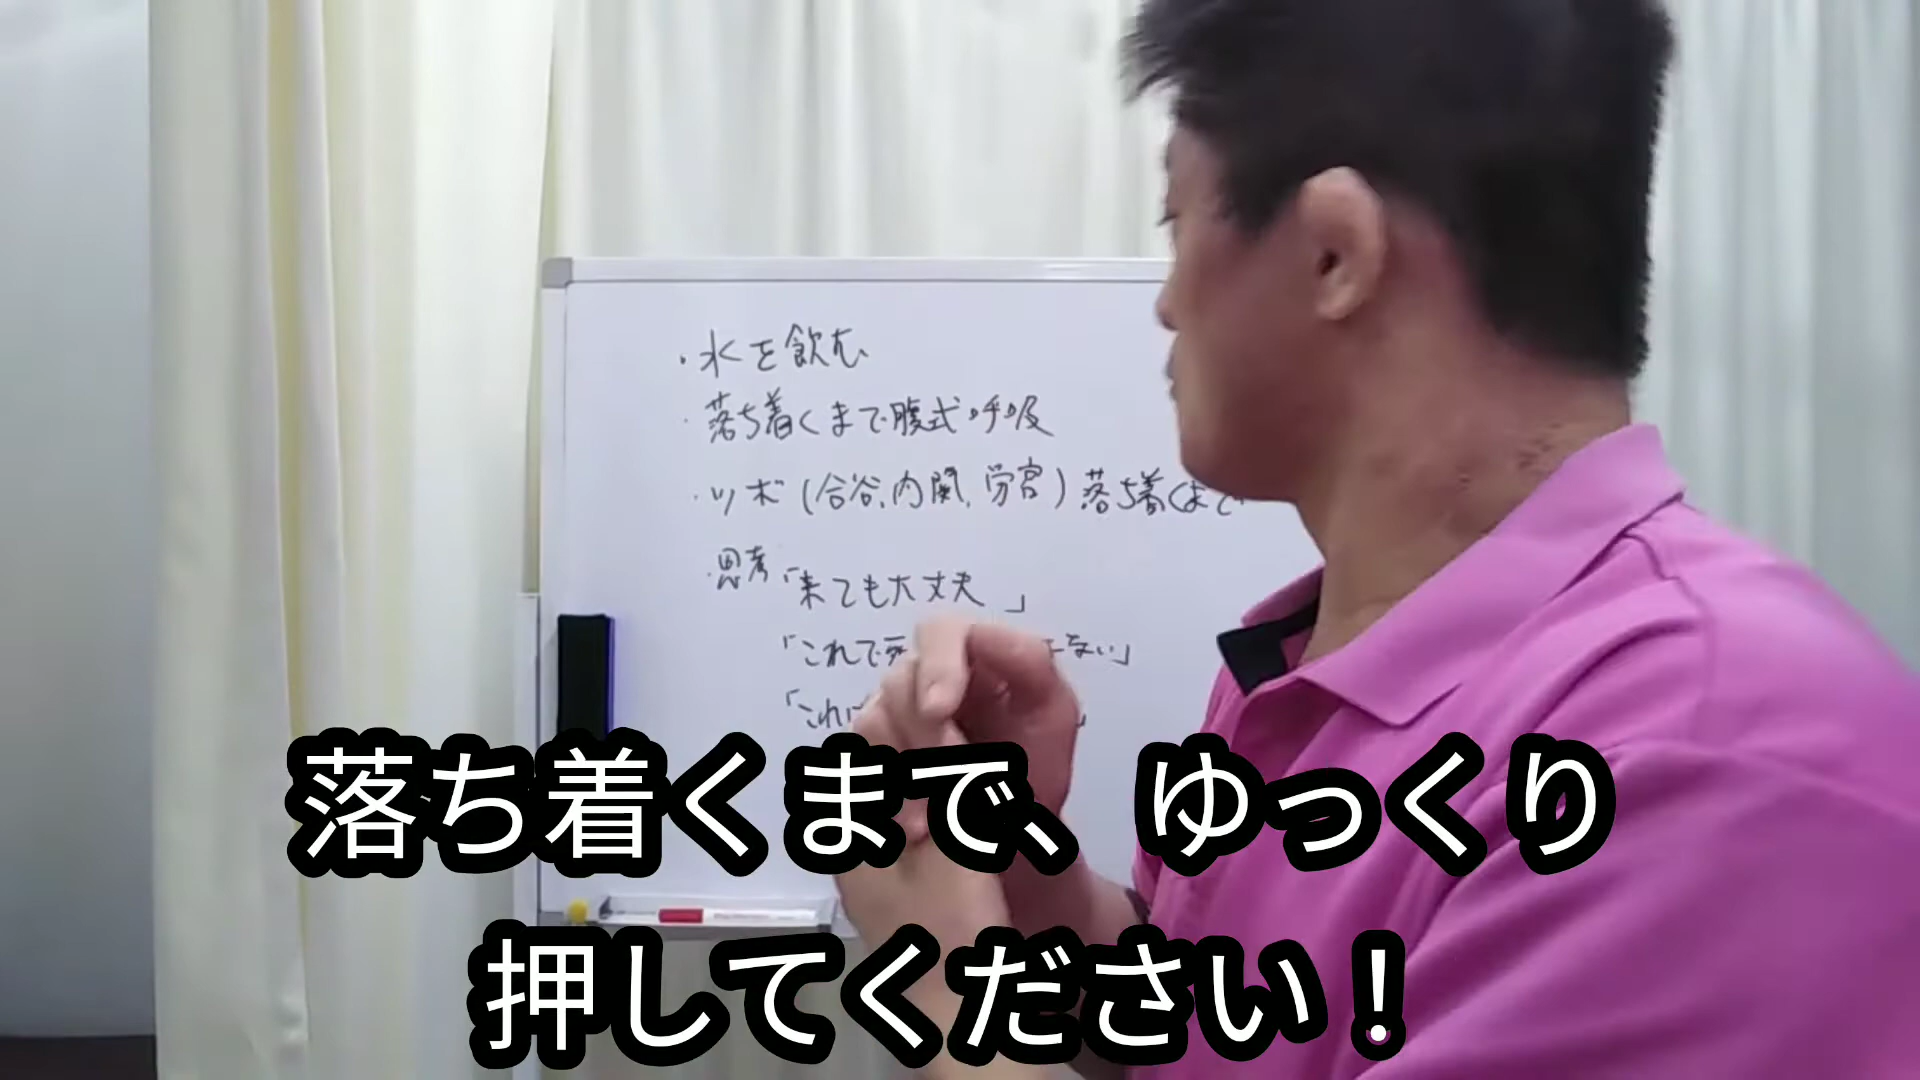 ・水を飲む
・落ち着くまで腹式呼吸
・ツボ(合谷、内関、労宮)落ち着くまで
・思考「来ても大丈夫」
「これで死 ない」
「これ
落ち着くまで、ゆっくり
押してください!